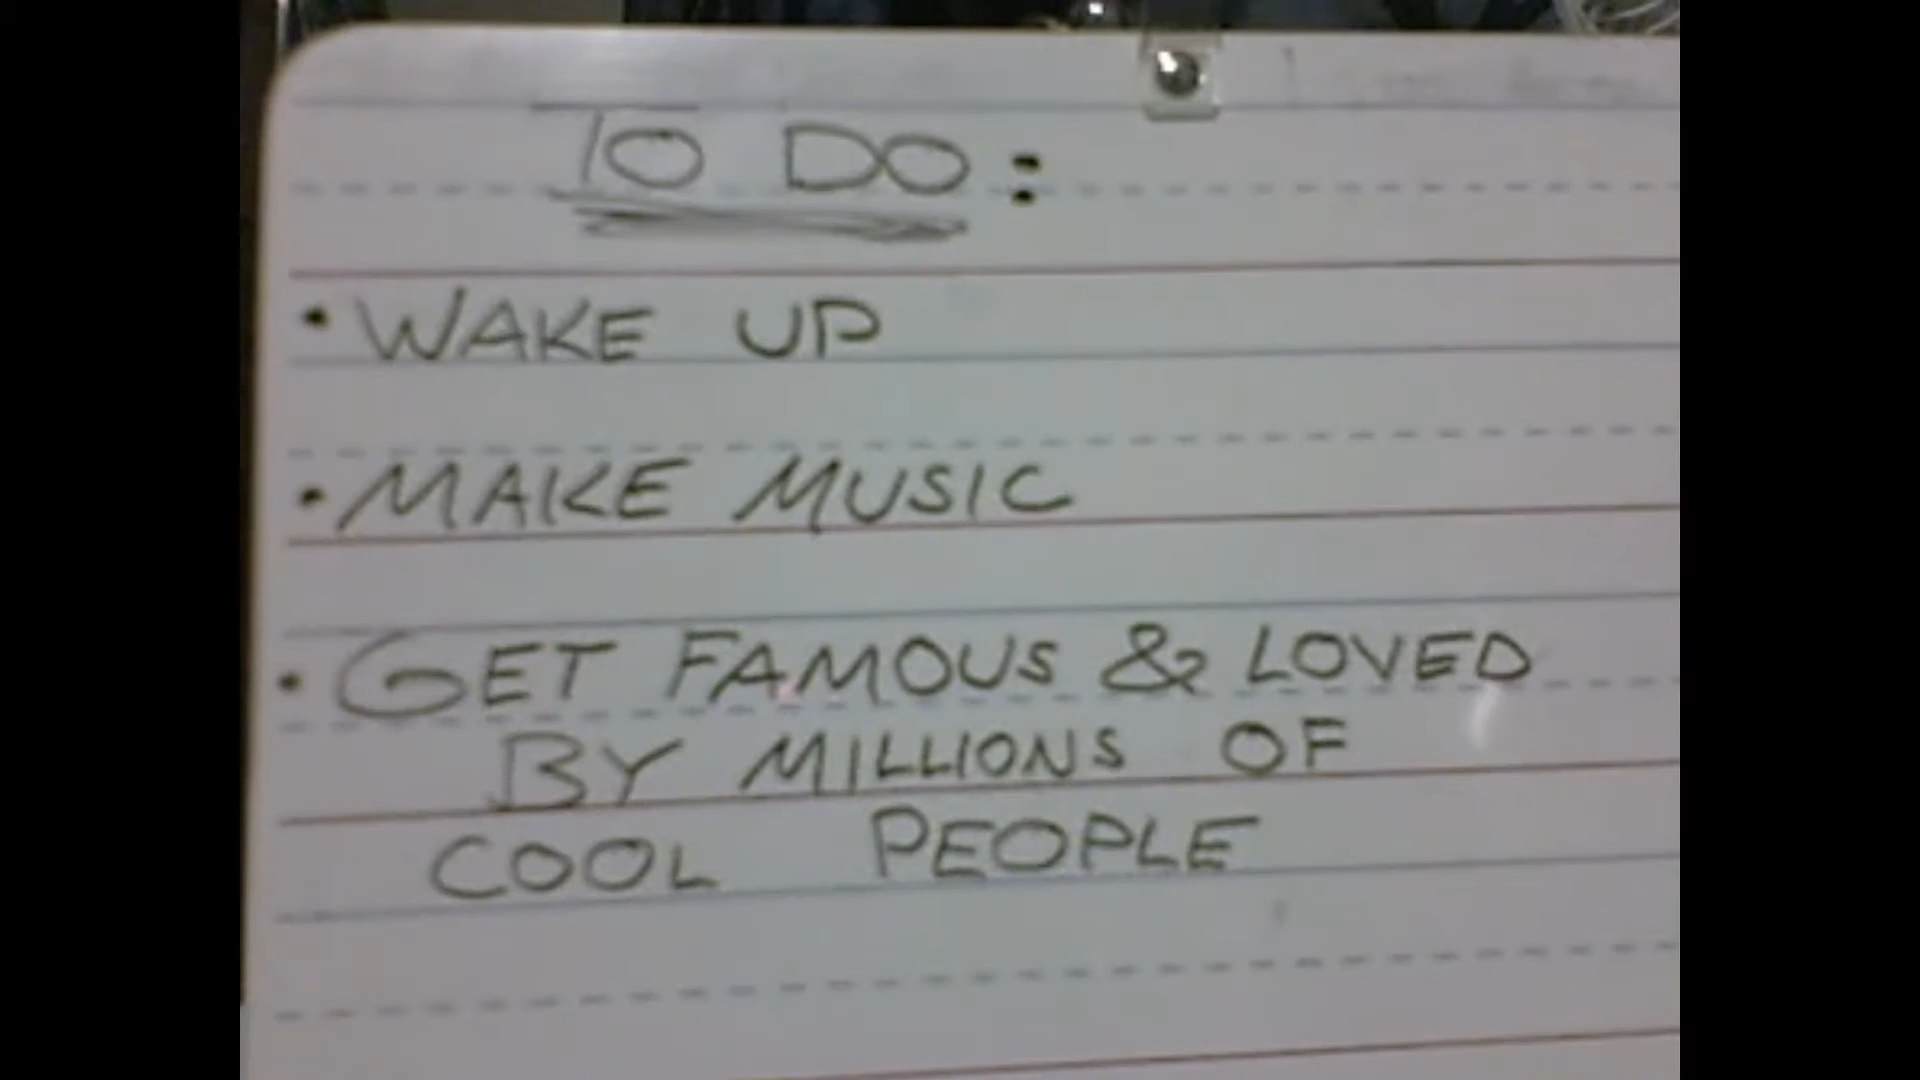 TO DO:
• WAKE UP
• MAKE MUSIC
• GET FAMOUS & LOVED
BY MILLIONS OF
COOL PEOPLE